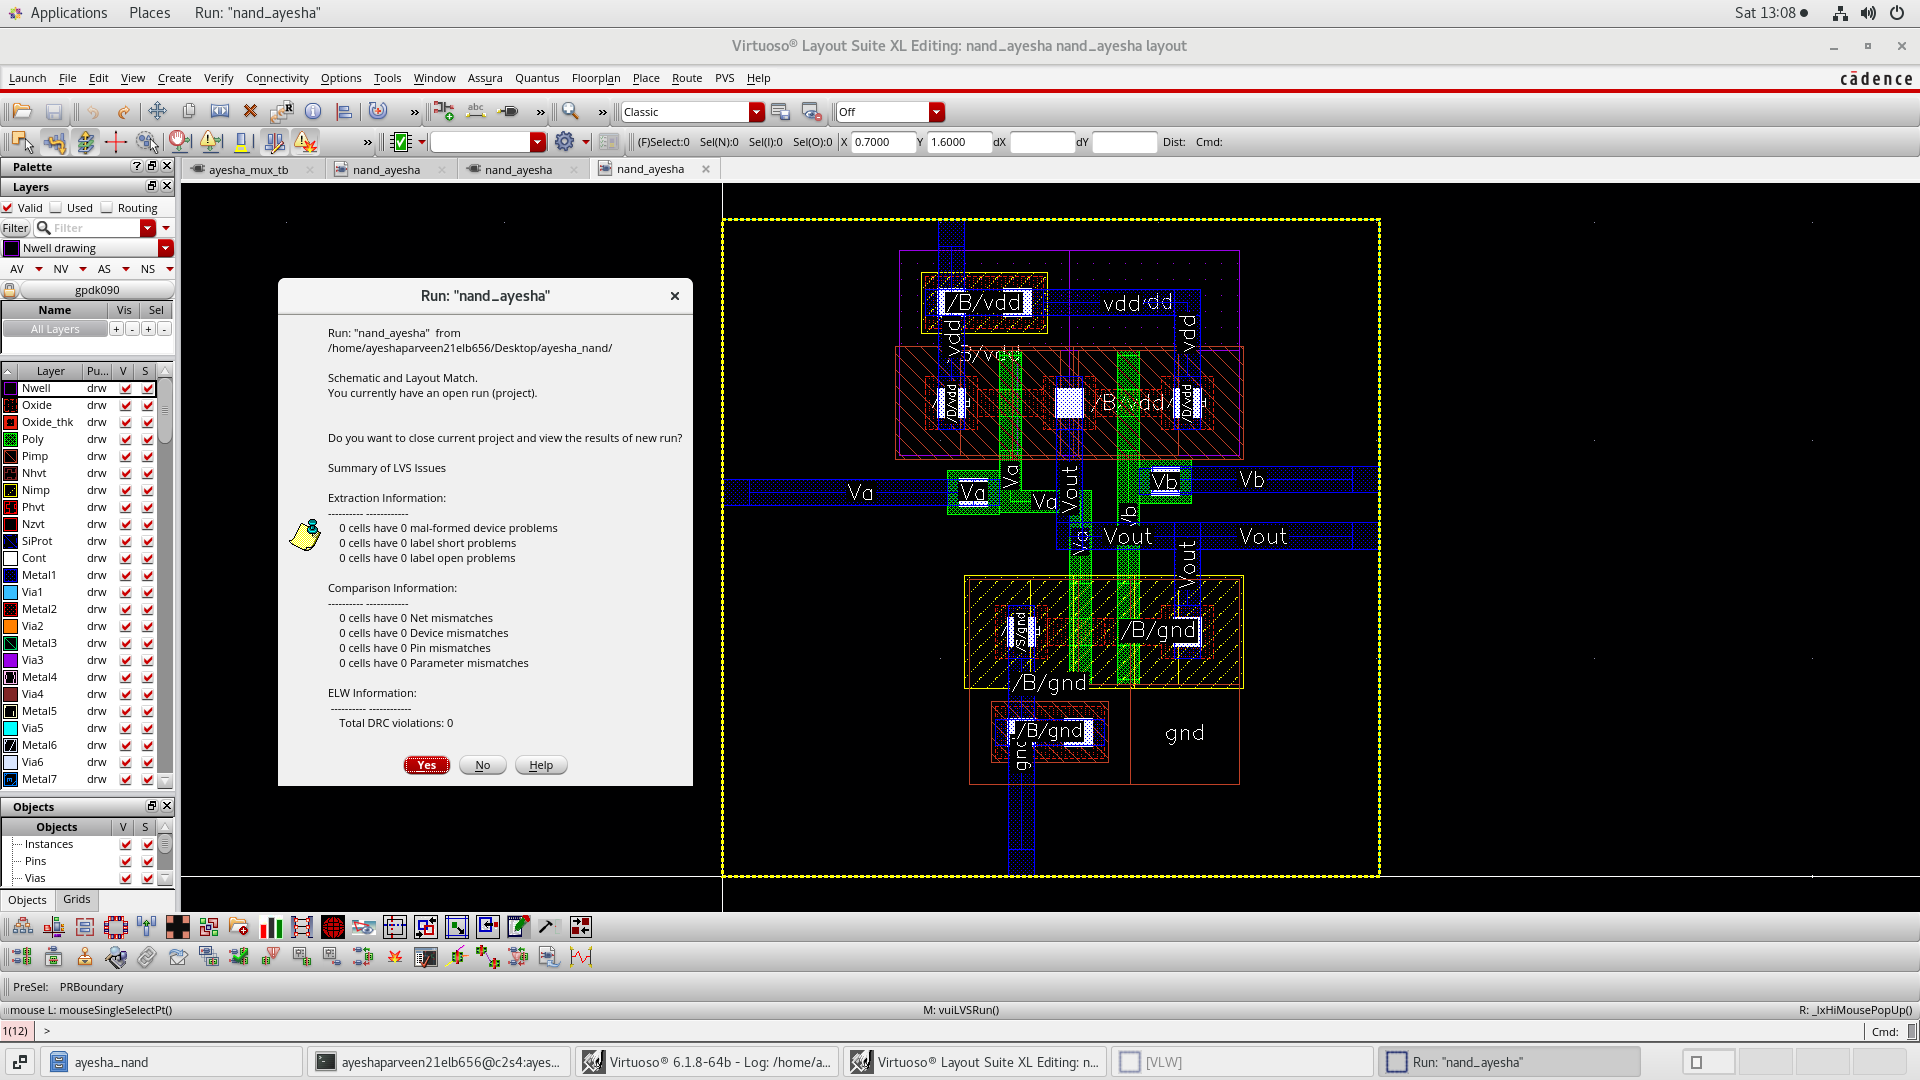 Applications Places Run: "nand_ayesha" Sat 13:08
Virtuoso® Layout Suite XL Editing: nand_ayesha nand_ayesha layout
Launch File Edit View Create Verify Connectivity Options Tools Window Assura Quantus Floorplan Place Route PVS Help cādence
Classic Off
(F)Select:0 Sel(N):0 Sel(I):0 Sel(O):0 X 0.7000 Y 1.6000 dX dY Dist: Cmd:
Palette
ayesha_mux_tb nand_ayesha nand_ayesha nand_ayesha
Layers
Valid Used Routing
Filter Filter
Nwell drawing
AV NV AS NS
gpdk090
Name Vis Sel
All Layers + - + -
Layer Pu... V S
Nwell drw
Oxide drw
Oxide_thk drw
Poly drw
Pimp drw
Nhvt drw
Nimp drw
Phvt drw
Nzvt drw
SiProt drw
Cont drw
Metal1 drw
Via1 drw
Metal2 drw
Via2 drw
Metal3 drw
Via3 drw
Metal4 drw
Via4 drw
Metal5 drw
Via5 drw
Metal6 drw
Via6 drw
Metal7 drw
Objects
Objects V S
Instances
Pins
Vias
Objects Grids
Run: "nand_ayesha"
Run: "nand_ayesha" from
/home/ayeshaparveen21elb656/Desktop/ayesha_nand/
Schematic and Layout Match.
You currently have an open run (project).
Do you want to close current project and view the results of new run?
Summary of LVS Issues
Extraction Information:
---------- ------------
0 cells have 0 mal-formed device problems
0 cells have 0 label short problems
0 cells have 0 label open problems
Comparison Information:
---------- ------------
0 cells have 0 Net mismatches
0 cells have 0 Device mismatches
0 cells have 0 Pin mismatches
0 cells have 0 Parameter mismatches
ELW Information:
---------- -----------
Total DRC violations: 0
Yes No Help
/B/vdd vdd
vdd vdd
/D/vdd /B/vdd /D/vdd
Va Va Va Va Vout Vb Vb
Va Vout Vb Vout Vout
/S/gnd /B/gnd
/B/gnd
/B/gnd gnd
gnd
PreSel: PRBoundary
mouse L: mouseSingleSelectPt() M: vuiLVSRun() R: _lxHiMousePopUp()
1(12) > Cmd:
ayesha_nand ayeshaparveen21elb656@c2s4:ayes... Virtuoso® 6.1.8-64b - Log: /home/a... Virtuoso® Layout Suite XL Editing: n... [VLW] Run: "nand_ayesha"